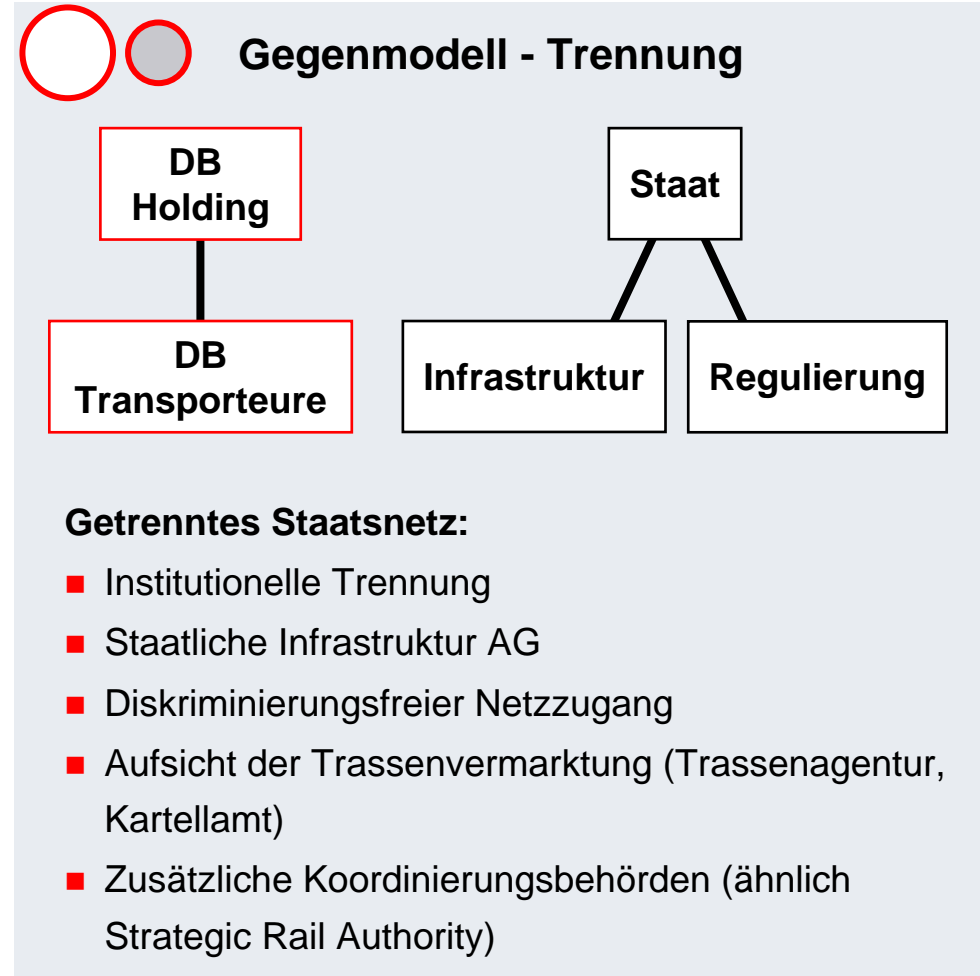 Gegenmodell - Trennung
DB
Holding
Staat
DB
Transporteure
Infrastruktur
Regulierung
Getrenntes Staatsnetz:
Institutionelle Trennung
Staatliche Infrastruktur AG
Diskriminierungsfreier Netzzugang
Aufsicht der Trassenvermarktung (Trassenagentur,
Kartellamt)
Zusätzliche Koordinierungsbehörden (ähnlich
Strategic Rail Authority)